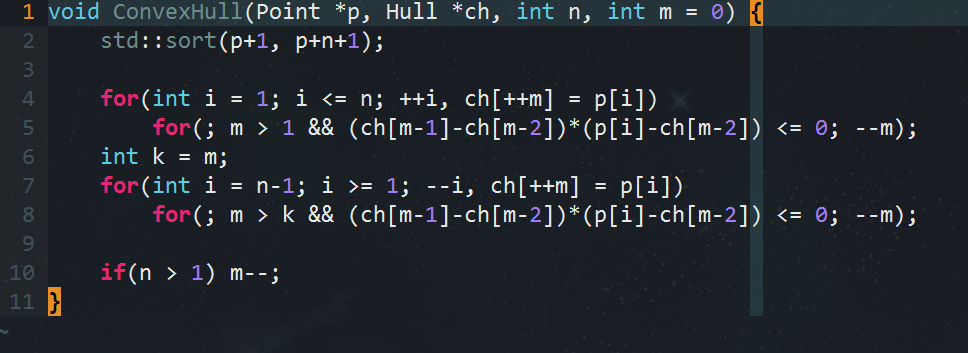 1 void ConvexHull(Point *p, Hull *ch, int n, int m = 0) {
2     std::sort(p+1, p+n+1);
3
4     for(int i = 1; i <= n; ++i, ch[++m] = p[i])
5         for(; m > 1 && (ch[m-1]-ch[m-2])*(p[i]-ch[m-2]) <= 0; --m);
6     int k = m;
7     for(int i = n-1; i >= 1; --i, ch[++m] = p[i])
8         for(; m > k && (ch[m-1]-ch[m-2])*(p[i]-ch[m-2]) <= 0; --m);
9
10     if(n > 1) m--;
11 }
~